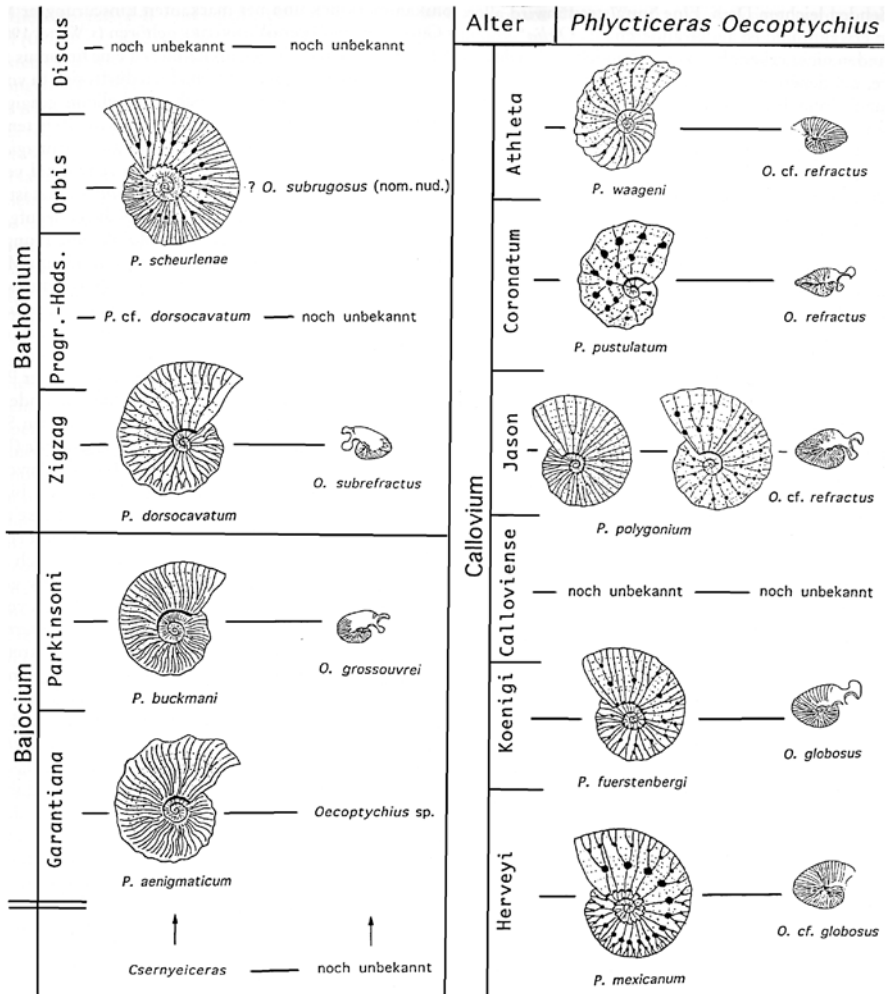 Discus
noch unbekannt — noch unbekannt
Bathonium
Orbis
? O. subrugosus (nom. nud.)
P. scheurlenae
Progr.-Hods.
P. cf. dorsocavatum — noch unbekannt
Zigzag
O. subrefractus
P. dorsocavatum
Bajocium
Parkinsoni
O. grossouvrei
P. buckmani
Garantiana
Oecoptychius sp.
P. aenigmaticum
Csernyeiceras — noch unbekannt
Alter Phlycticeras Oecoptychius
Callovium
Athleta
O. cf. refractus
P. waageni
Coronatum
O. refractus
P. pustulatum
Jason
O. cf. refractus
P. polygonium
Calloviense
noch unbekannt — noch unbekannt
Koenigi
O. globosus
P. fuerstenbergi
Herveyi
O. cf. globosus
P. mexicanum